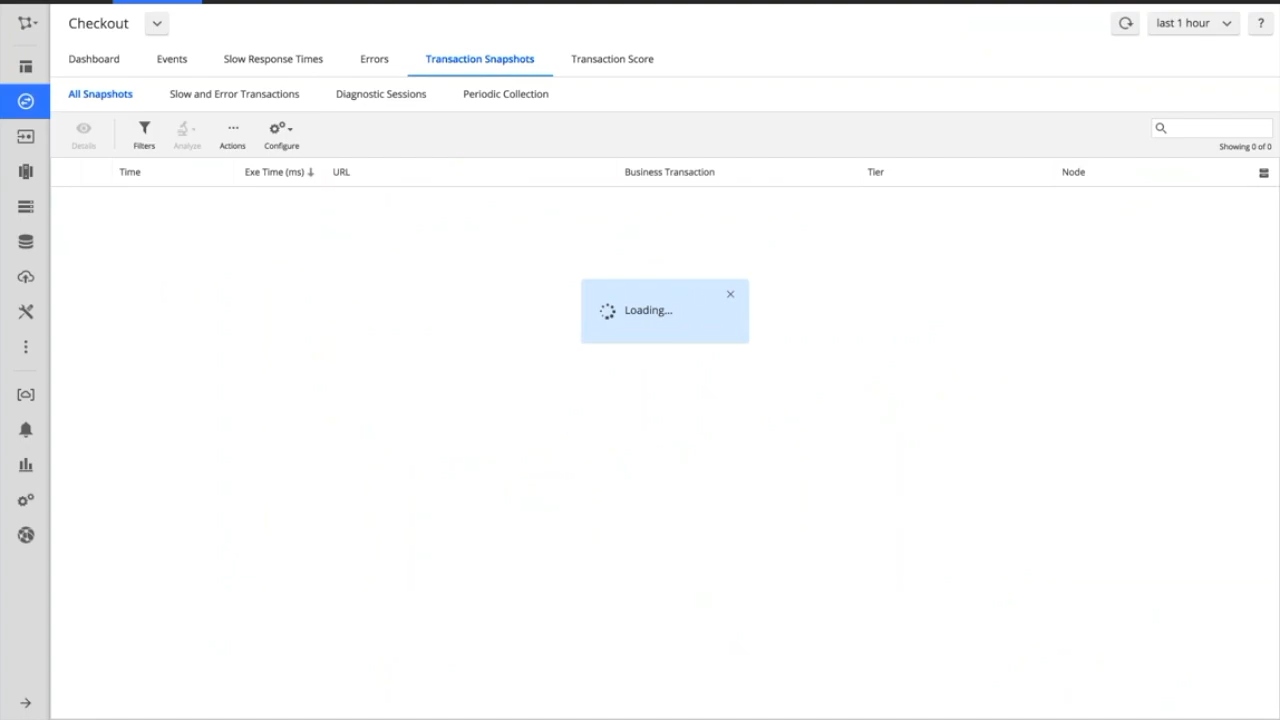 Checkout
last 1 hour
?
Dashboard Events Slow Response Times Errors Transaction Snapshots Transaction Score
All Snapshots Slow and Error Transactions Diagnostic Sessions Periodic Collection
Details Filters Analyze Actions Configure
Showing 0 of 0
Time Exe Time (ms) ↓ URL Business Transaction Tier Node
Loading...